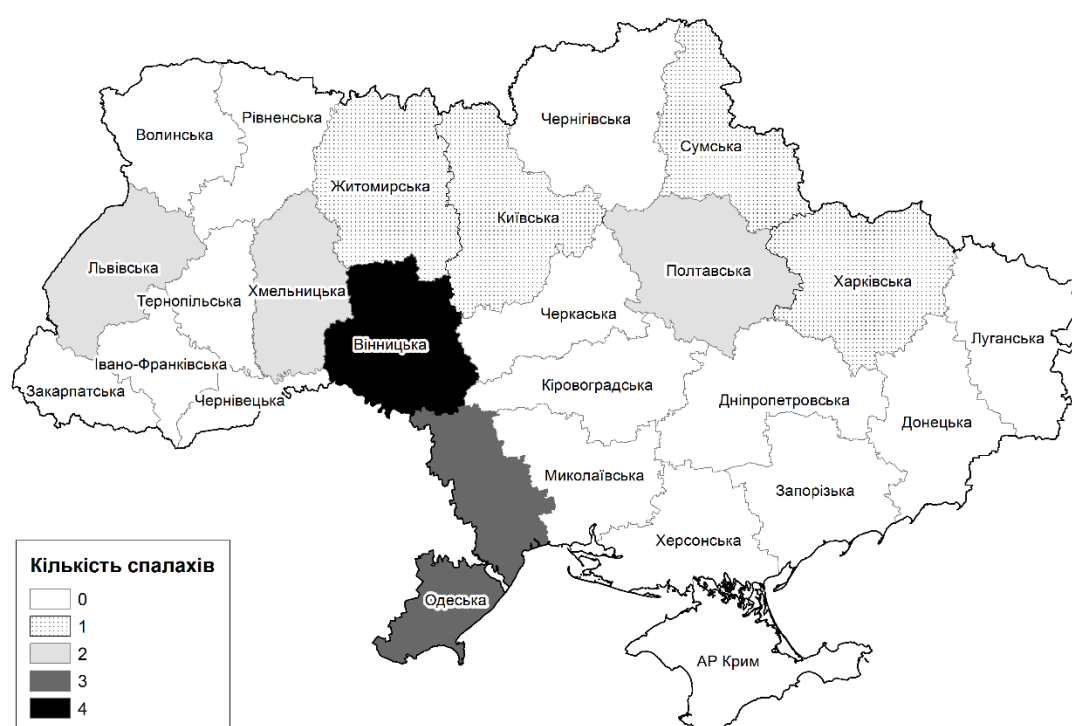 Чернігівська
Рівненська
Волинська
Сумська
Житомирська
Київська
Львівська
Полтавська
Харківська
Хмельницька
Тернопільська
Черкаська
Вінницька
Луганська
Івано-Франківська
Закарпатська
Кіровоградська
Чернівецька
Дніпропетровська
Донецька
Миколаївська
Запорізька
Херсонська
Одеська
АР Крим
Кількість спалахів
0
1
2
3
4